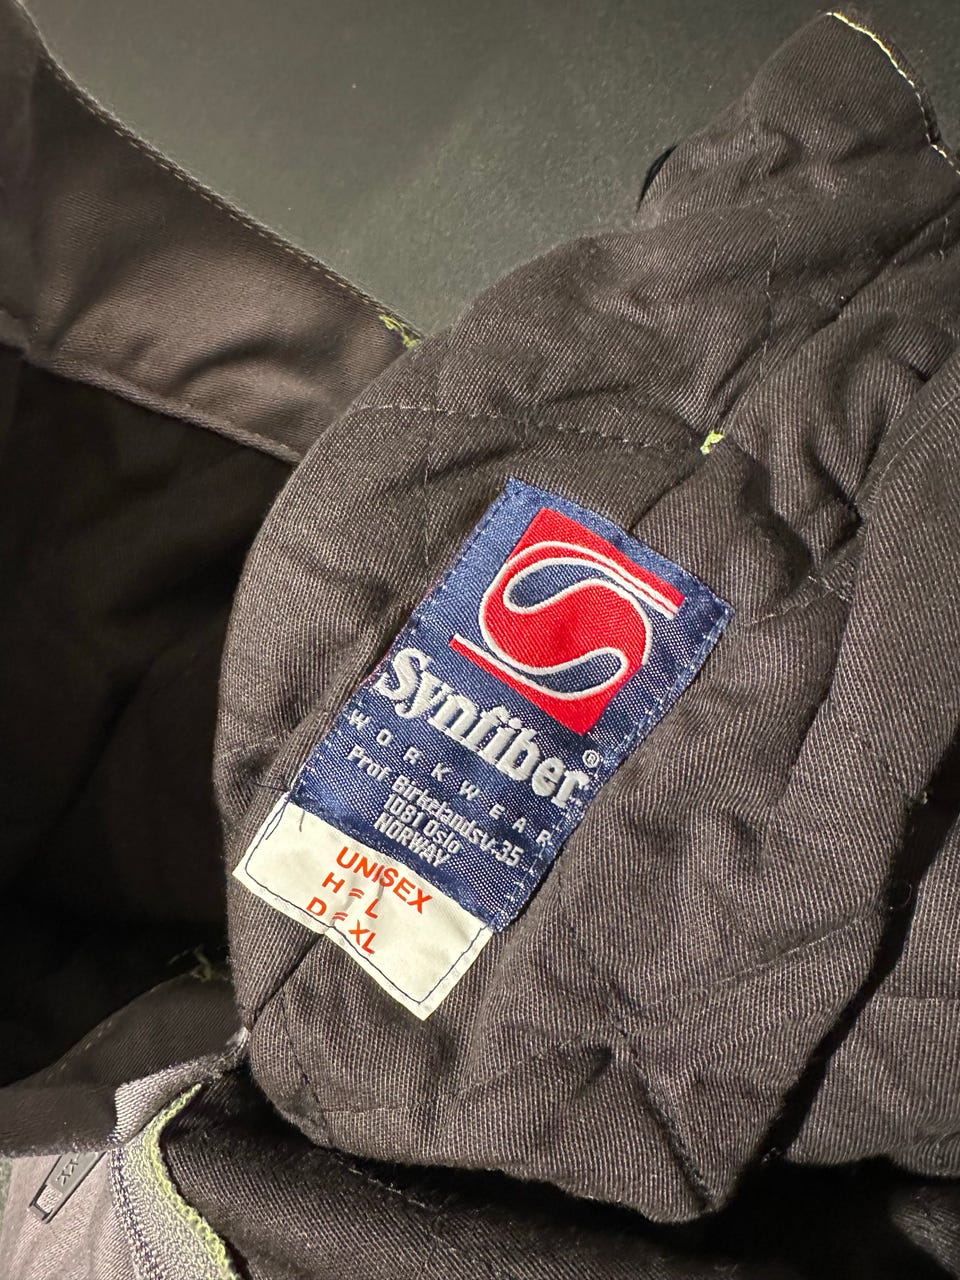 Synfiber®
WORKWEAR
Prof Birkelandsv.35
1081 Oslo
NORWAY
UNISEX
H = L
D = XL